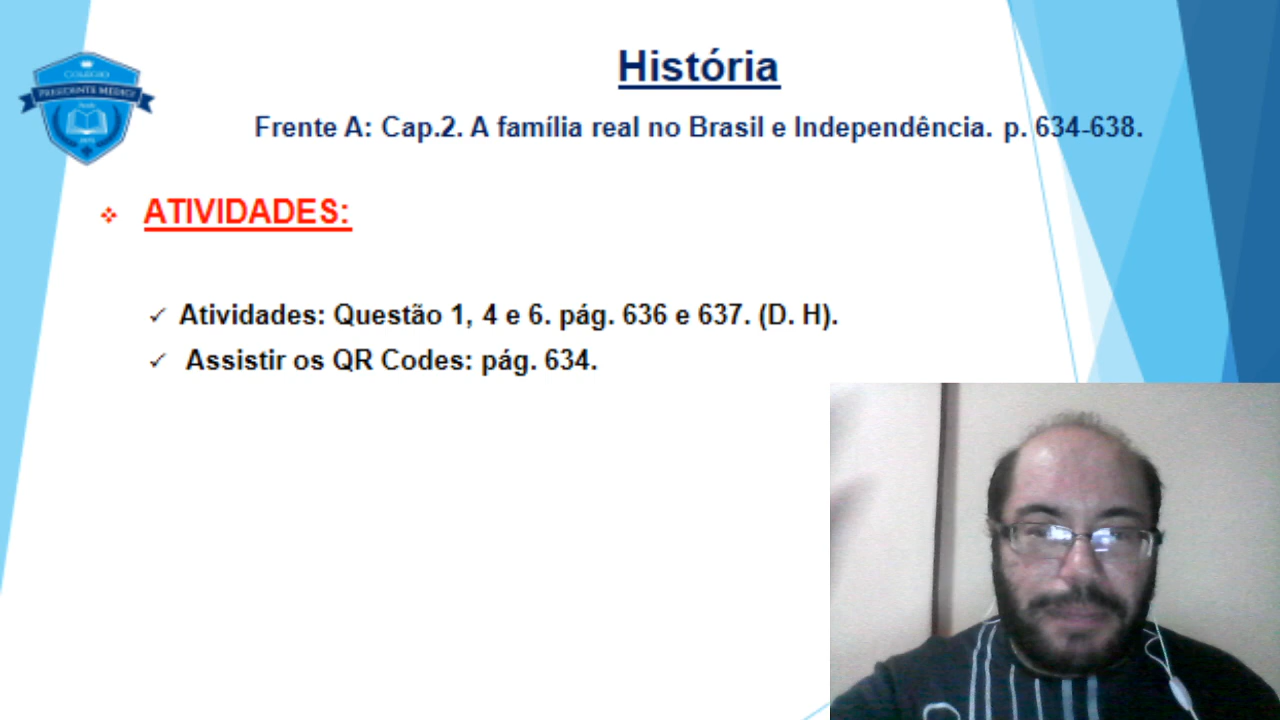 História
COLÉGIO
PRESIDENTE MÉDICI
Frente A: Cap.2. A família real no Brasil e Independência. p. 634-638.
ATIVIDADES:
Atividades: Questão 1, 4 e 6. pág. 636 e 637. (D. H).
Assistir os QR Codes: pág. 634.